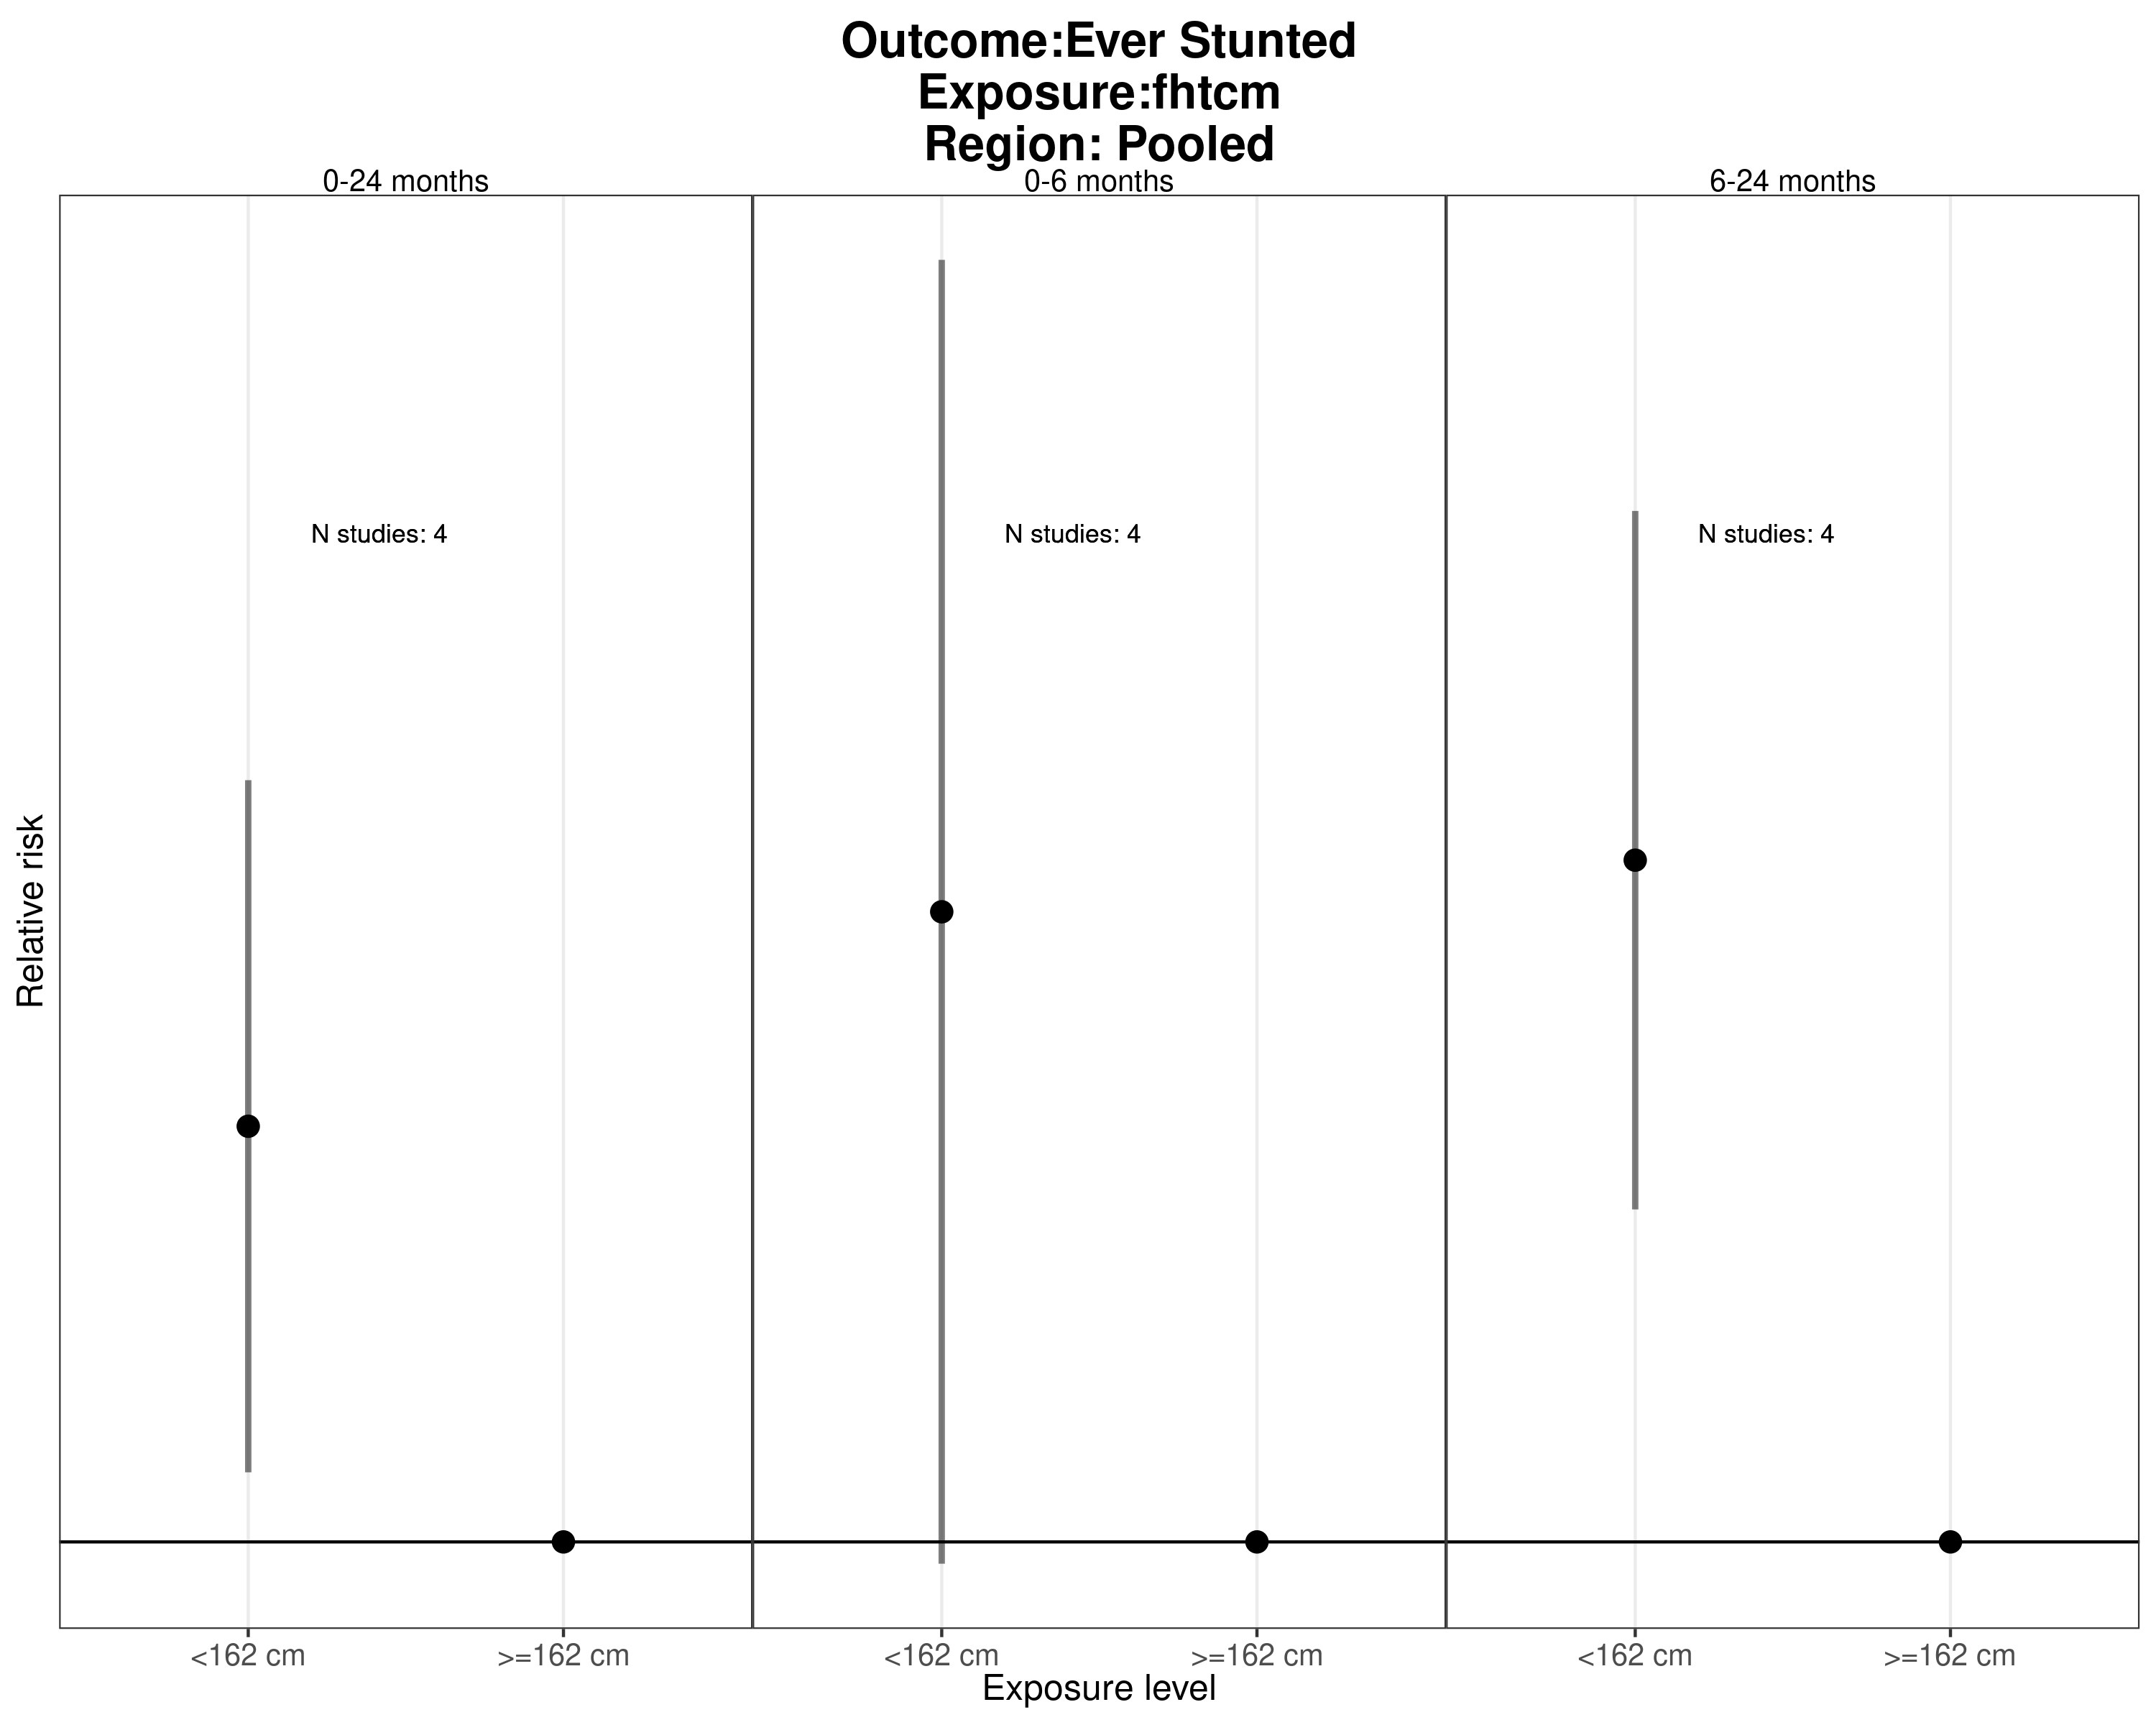 Outcome:Ever Stunted
Exposure:fhtcm
Region: Pooled
0-24 months
0-6 months
6-24 months
N studies: 4
N studies: 4
N studies: 4
Relative risk
<162 cm
>=162 cm
<162 cm
>=162 cm
<162 cm
>=162 cm
Exposure level